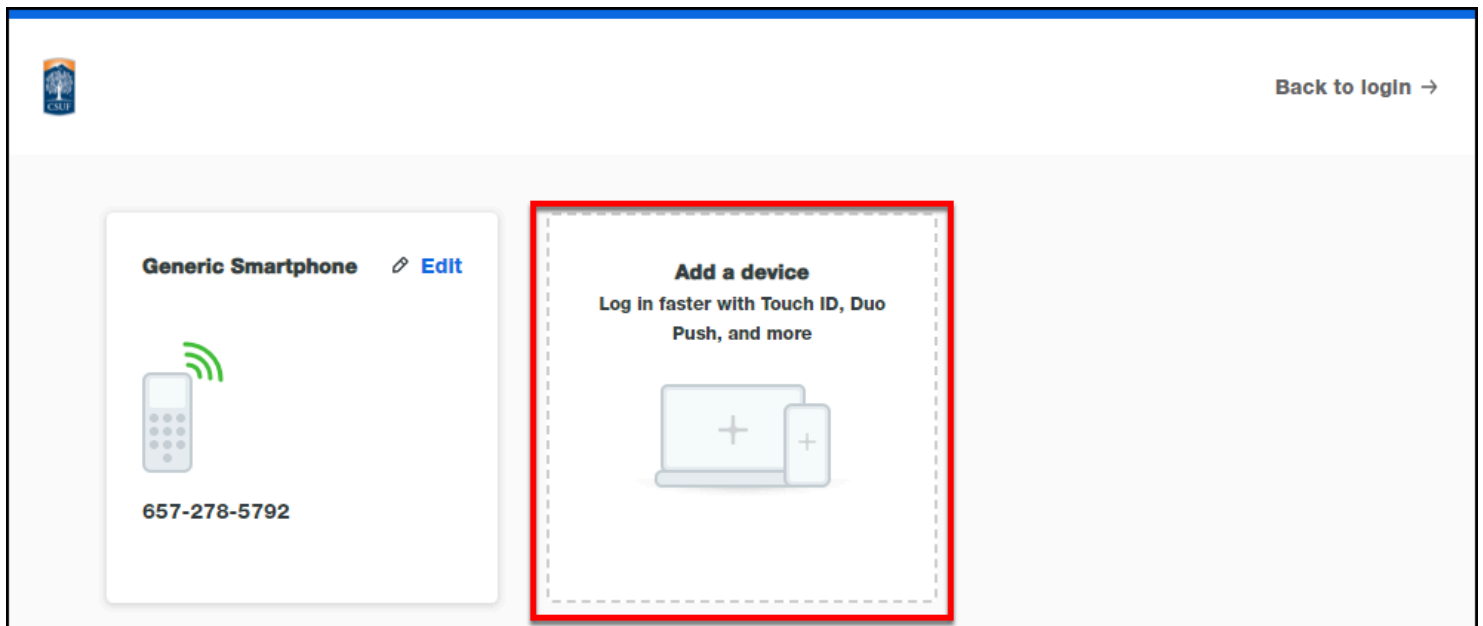 CSUF
Back to login →
Generic Smartphone Edit
657-278-5792
Add a device
Log in faster with Touch ID, Duo
Push, and more